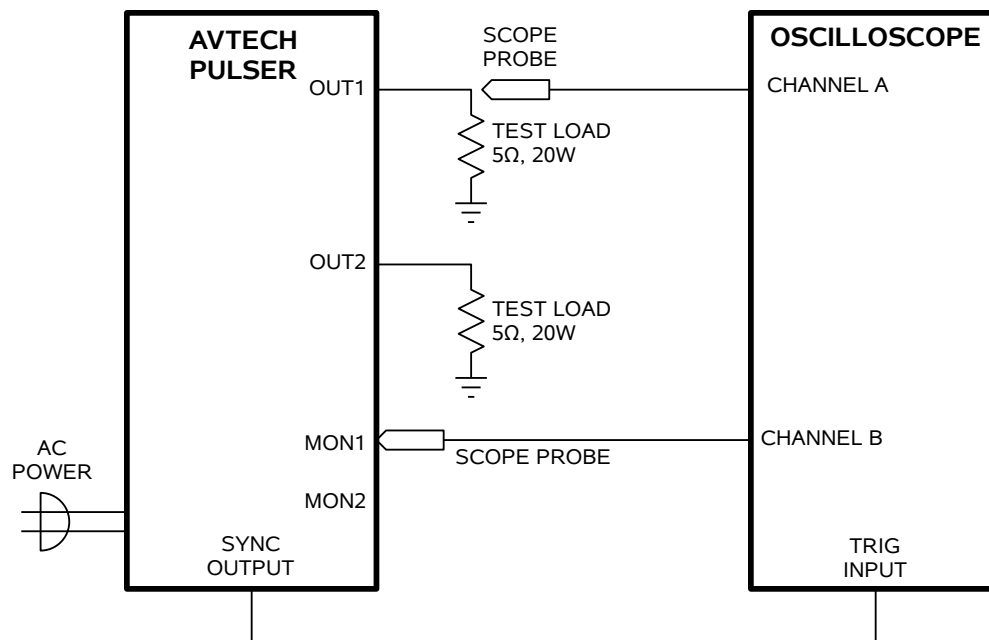 AVTECH
PULSER
OUT1
SCOPE
PROBE
OSCILLOSCOPE
CHANNEL A
TEST LOAD
5Ω, 20W
OUT2
TEST LOAD
5Ω, 20W
MON1
SCOPE PROBE
CHANNEL B
AC
POWER
MON2
SYNC
OUTPUT
TRIG
INPUT